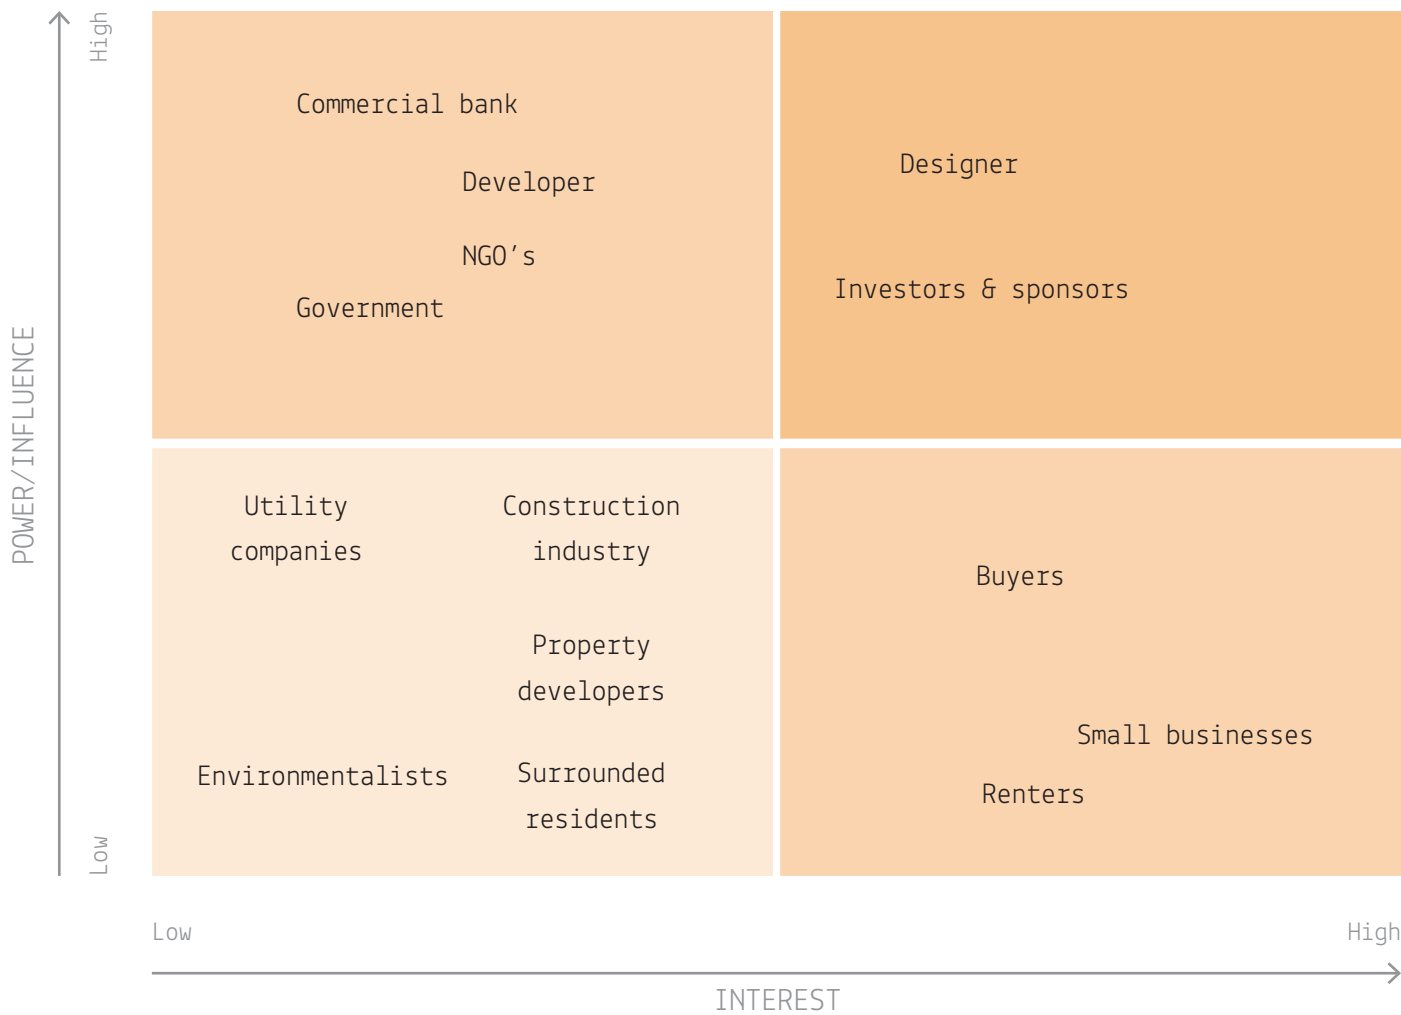 High
POWER/INFLUENCE
Low
Commercial bank
Developer
NGO's
Government
Designer
Investors & sponsors
Utility
companies
Construction
industry
Property
developers
Environmentalists
Surrounded
residents
Buyers
Small businesses
Renters
Low
High
INTEREST